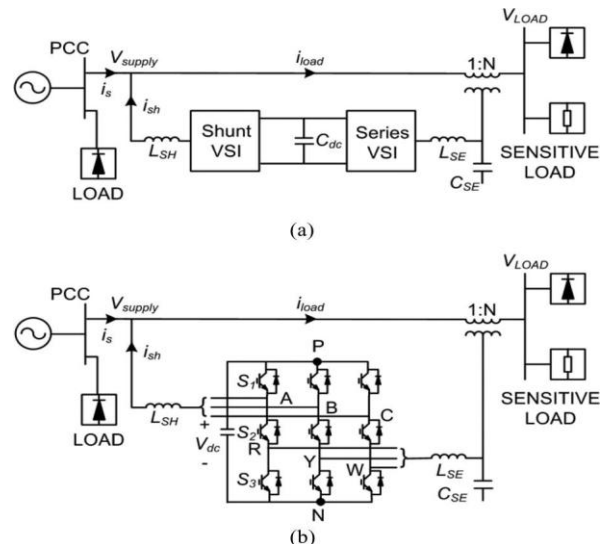 PCC
V_supply
i_s
i_load
1:N
V_LOAD
i_sh
L_SH
Shunt
VSI
C_dc
Series
VSI
L_SE
C_SE
LOAD
SENSITIVE
LOAD
(a)
PCC
V_supply
i_s
i_load
1:N
V_LOAD
i_sh
P
S_1
A
B
C
L_SH
+
V_dc
-
S_2
R
Y
W
S_3
N
L_SE
C_SE
LOAD
SENSITIVE
LOAD
(b)